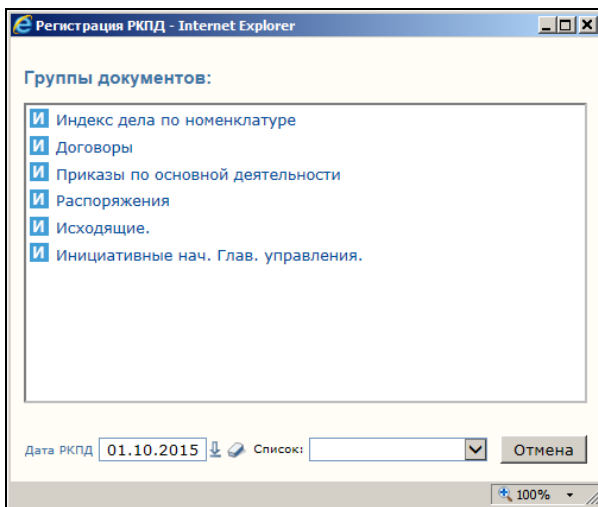 Регистрация РКПД - Internet Explorer
Группы документов:
И Индекс дела по номенклатуре
И Договоры
И Приказы по основной деятельности
И Распоряжения
И Исходящие.
И Инициативные нач. Глав. управления.
Дата РКПД 01.10.2015 Список: Отмена
100%